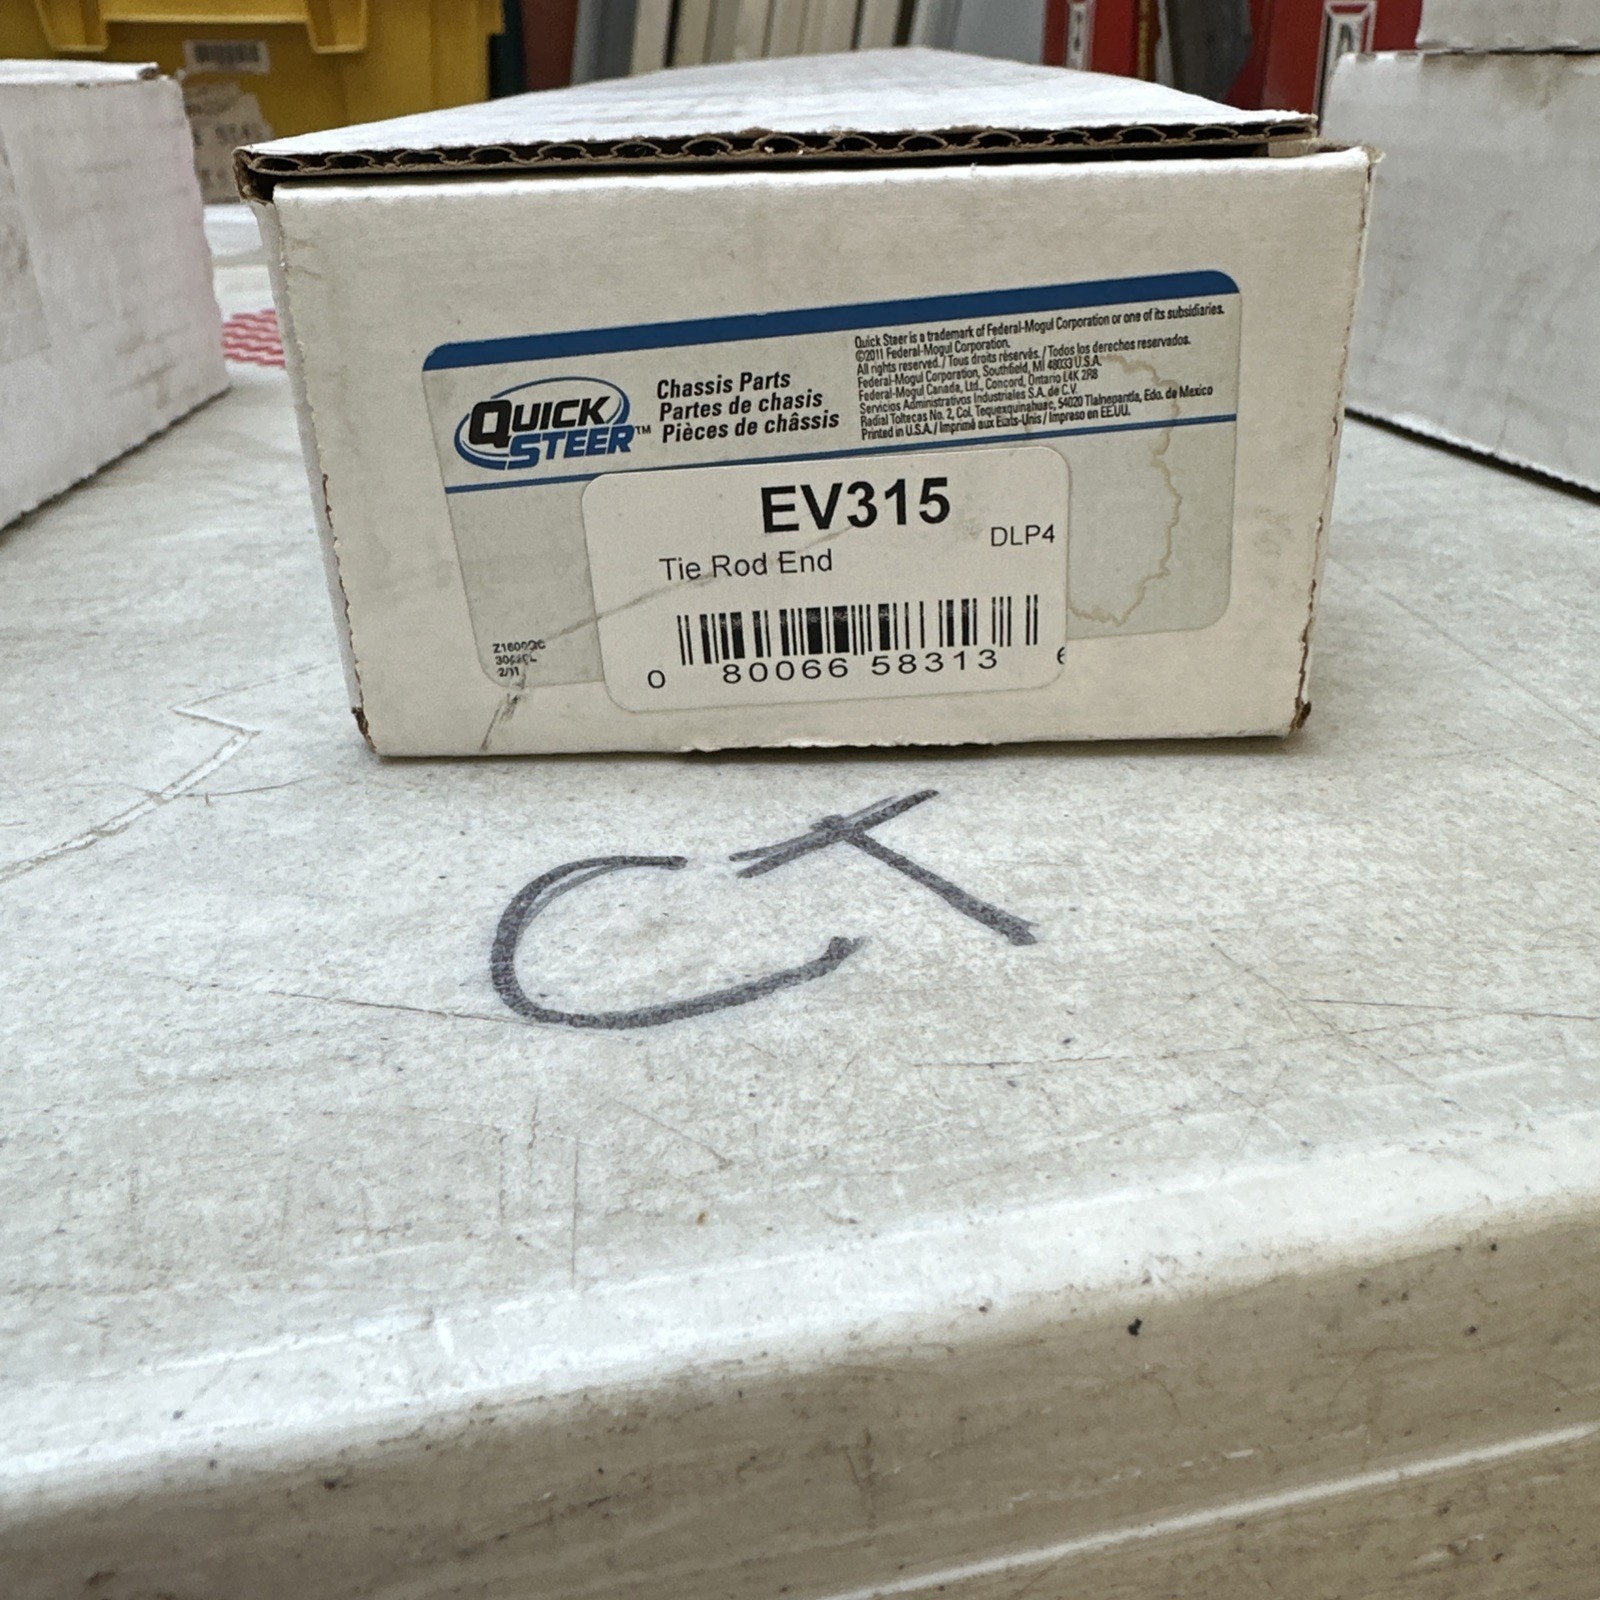 QUICK
STEER™
Chassis Parts
Partes de chasis
Pièces de châssis
Quick Steer is a trademark of Federal-Mogul Corporation or one of its subsidiaries.
©2011 Federal-Mogul Corporation.
All rights reserved. / Tous droits réservés. / Todos los derechos reservados.
Federal-Mogul Corporation, Southfield, MI 48033 U.S.A.
Federal-Mogul Canada, Ltd., Concord, Ontario L4K 2R8
Servicios Administrativos Industriales S.A. de C.V.
Radial Toltecas No. 2, Col. Tequexquinahuac, 54020 Tlalnepantla, Edo. de Mexico
Printed in U.S.A. / Imprimé aux États-Unis / Impreso en EE.UU.
EV315
DLP4
Tie Rod End
0 80066 58313 6
2/11
CT